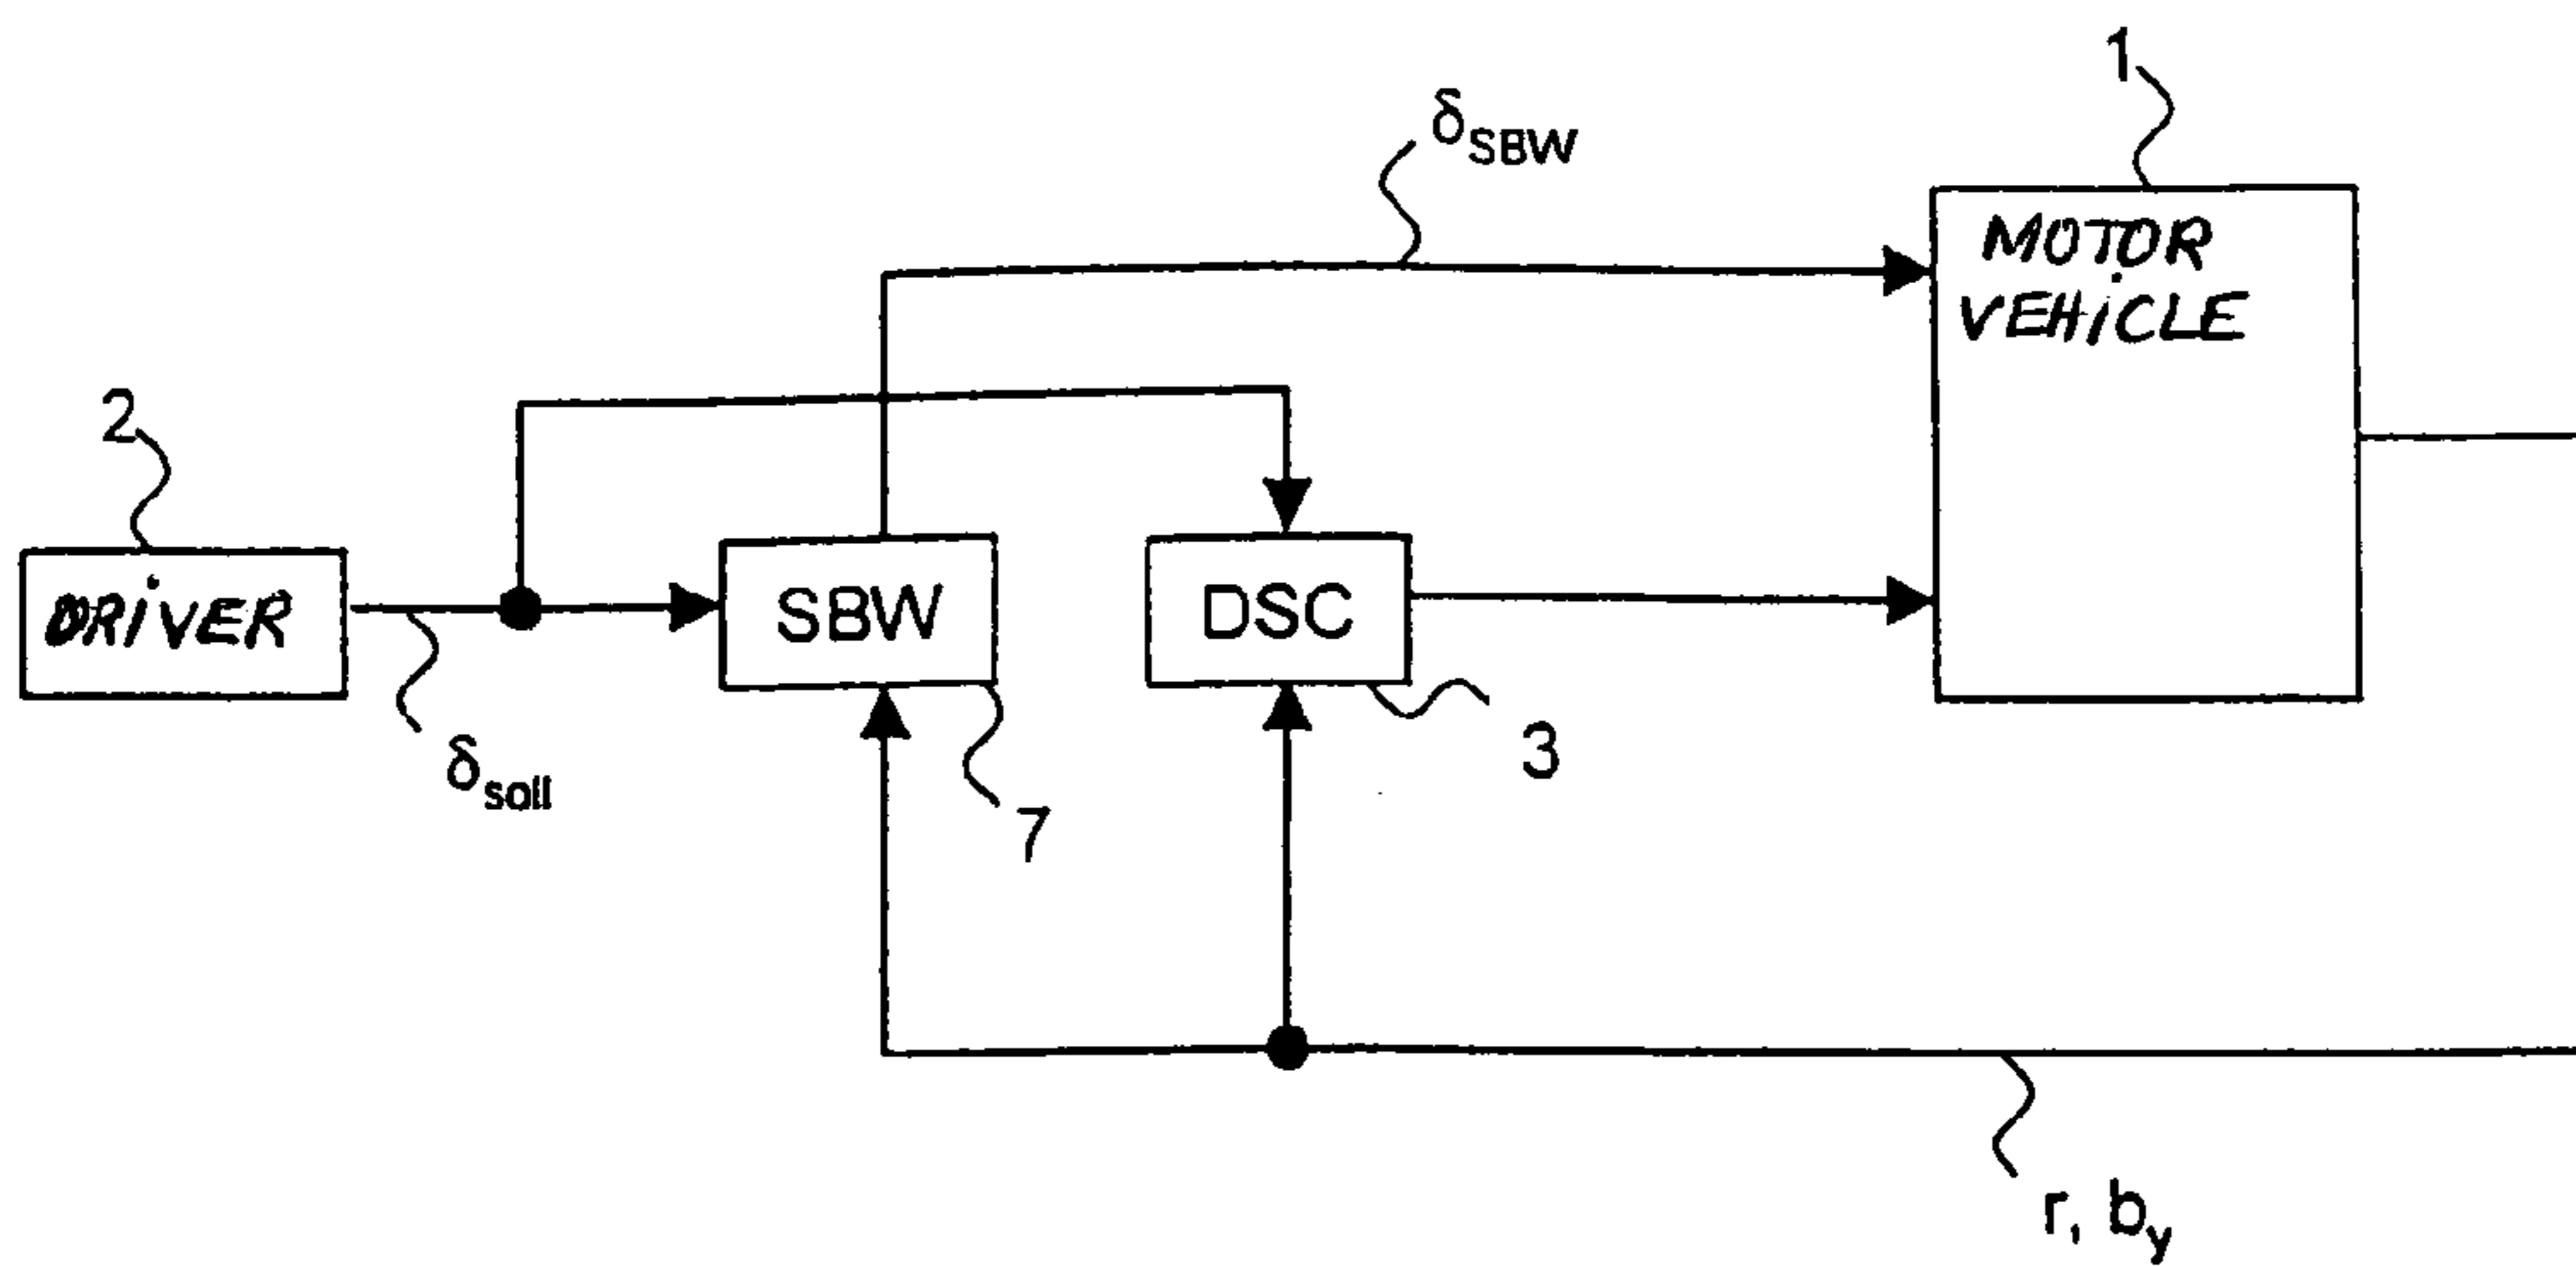 1
δSBW
MOTOR
VEHiCLE
2
DRiVER
SBW
DSC
δsoll
3
7
r, by